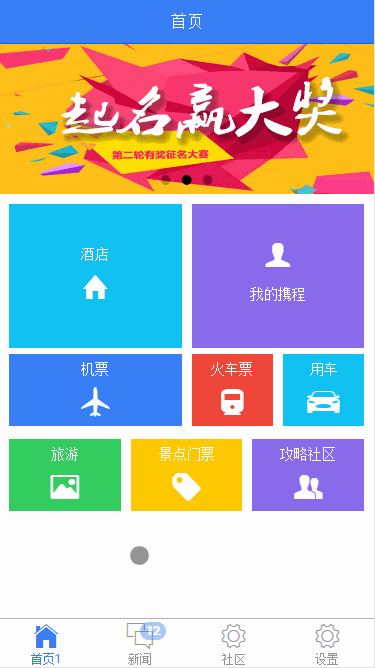 首页
起名赢大奖
第二轮有奖征名大赛
酒店
我的携程
机票
火车票
用车
旅游
景点门票
攻略社区
12
首页1
新闻
社区
设置